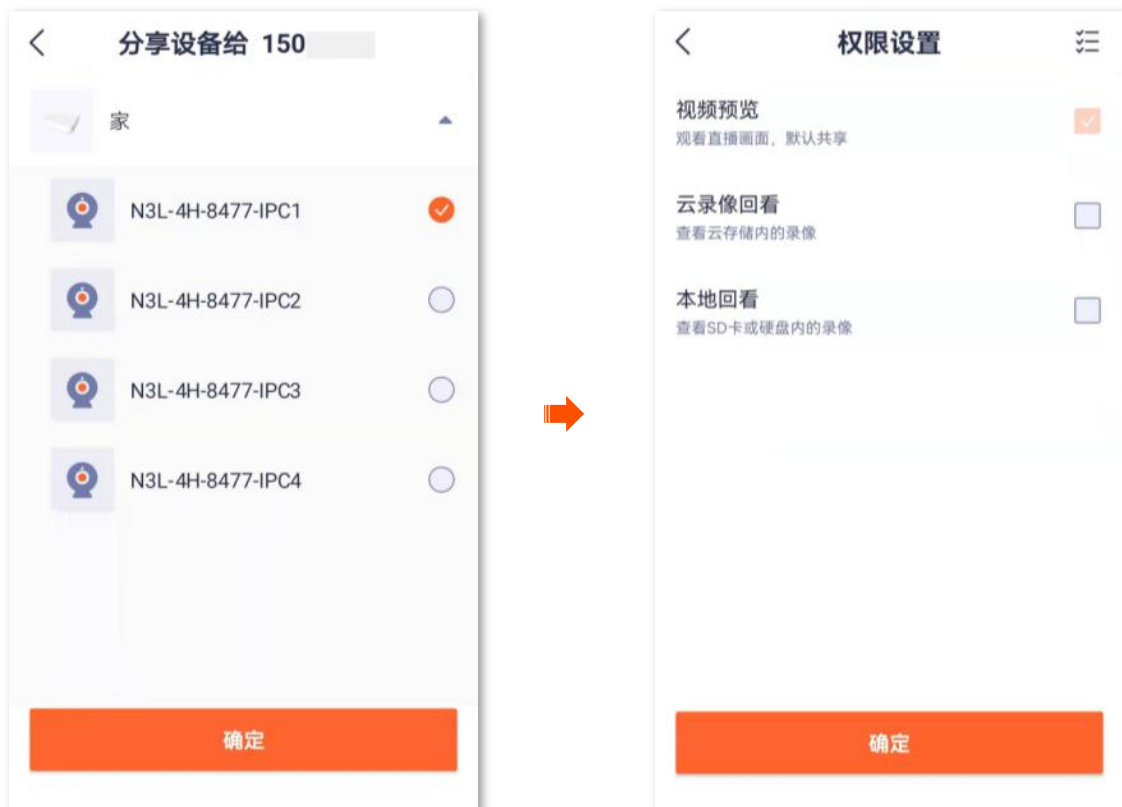 分享设备给 150
家
N3L-4H-8477-IPC1
N3L-4H-8477-IPC2
N3L-4H-8477-IPC3
N3L-4H-8477-IPC4
确定
权限设置
视频预览
观看直播画面，默认共享
云录像回看
查看云存储内的录像
本地回看
查看SD卡或硬盘内的录像
确定